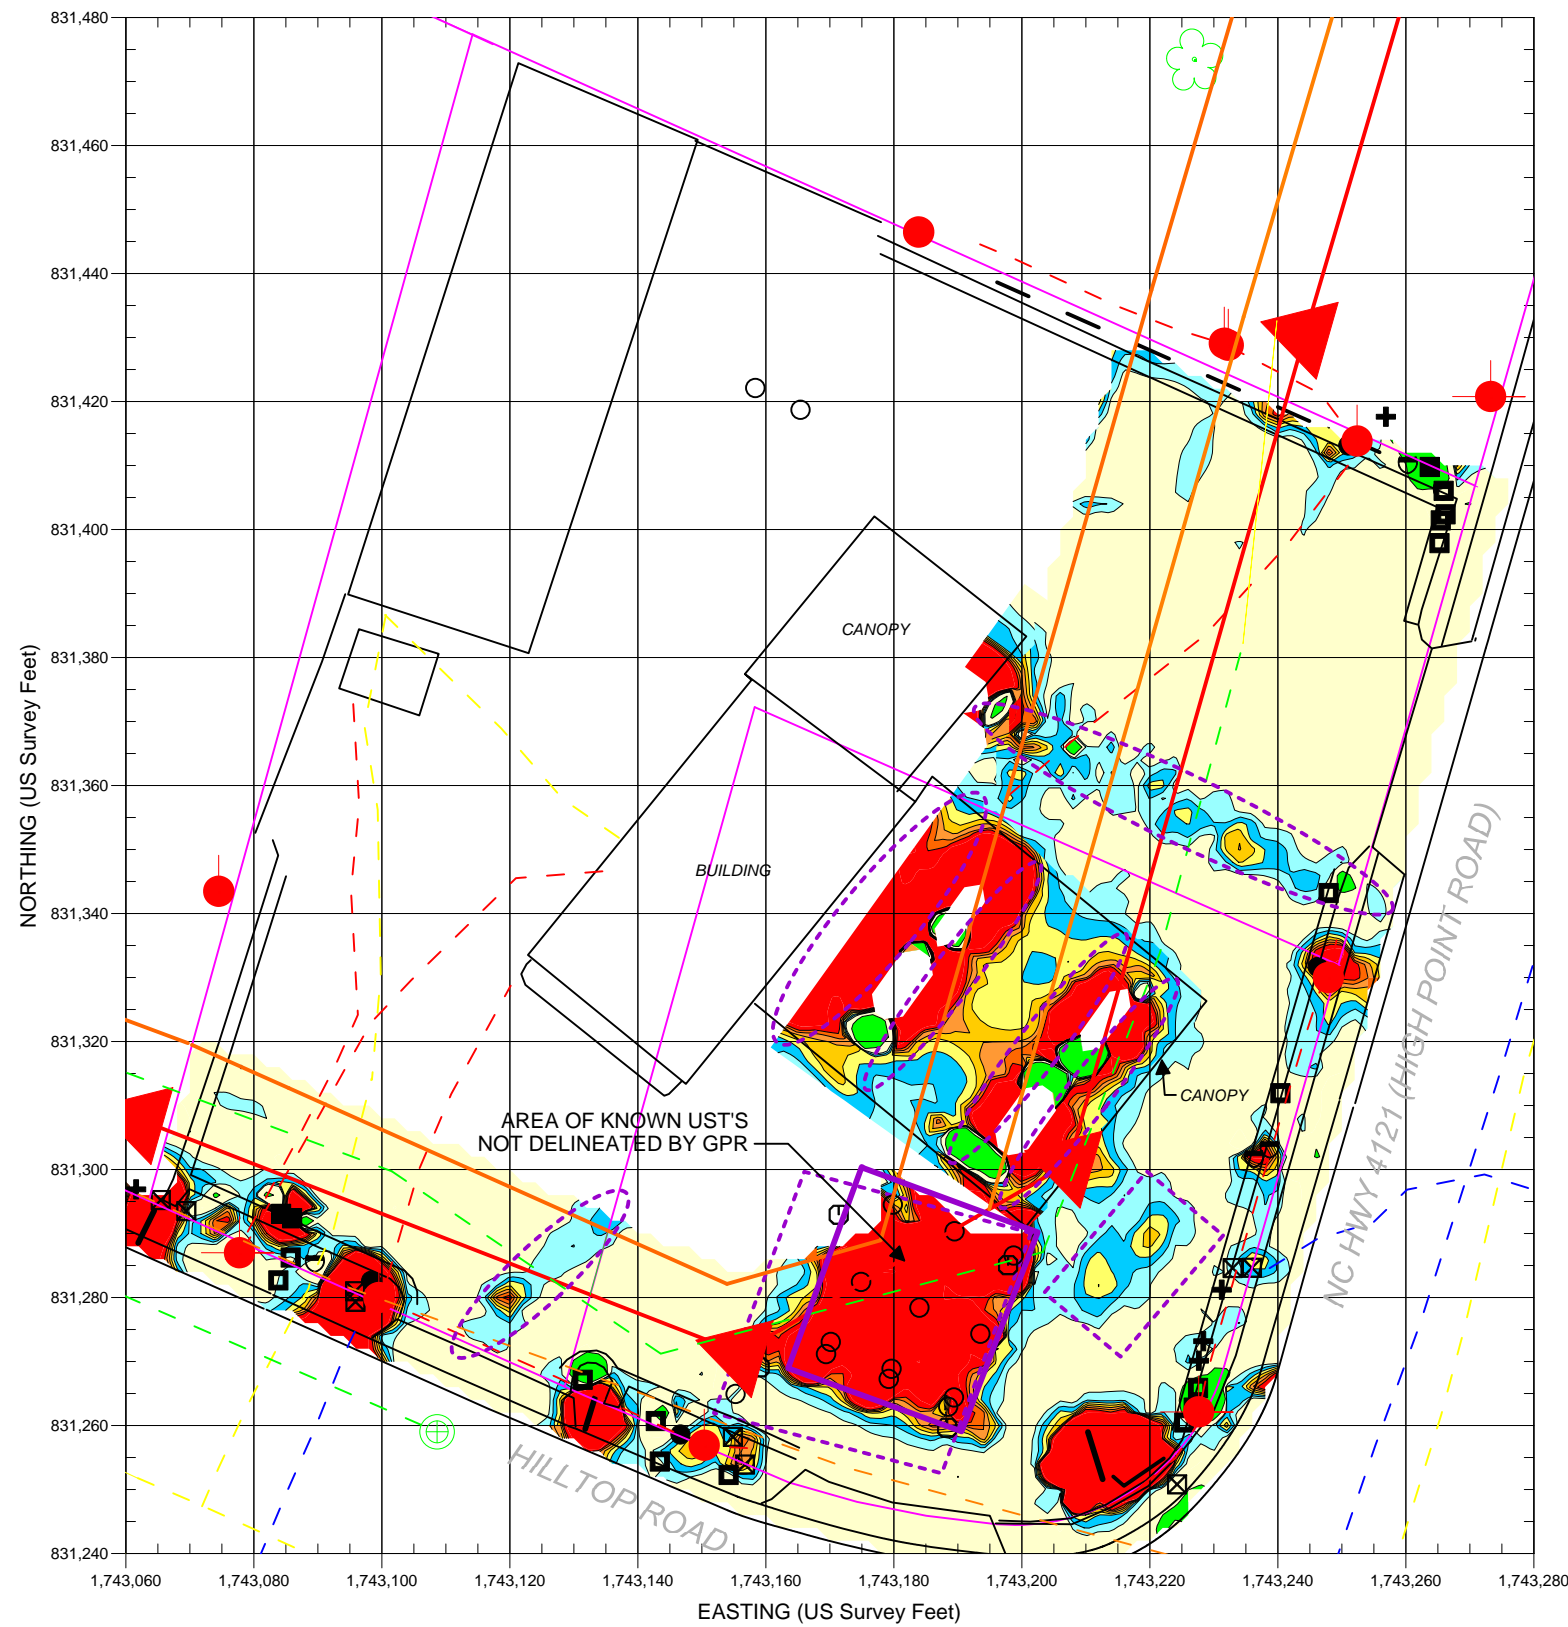 831,480
831,460
831,440
831,420
831,400
831,380
831,360
831,340
831,320
831,300
831,280
831,260
831,240
NORTHING (US Survey Feet)
CANOPY
BUILDING
CANOPY
AREA OF KNOWN UST'S
NOT DELINEATED BY GPR
NC HWY 4121 (HIGH POINT ROAD)
HILLTOP ROAD
1,743,060
1,743,080
1,743,100
1,743,120
1,743,140
1,743,160
1,743,180
1,743,200
1,743,220
1,743,240
1,743,260
1,743,280
EASTING (US Survey Feet)